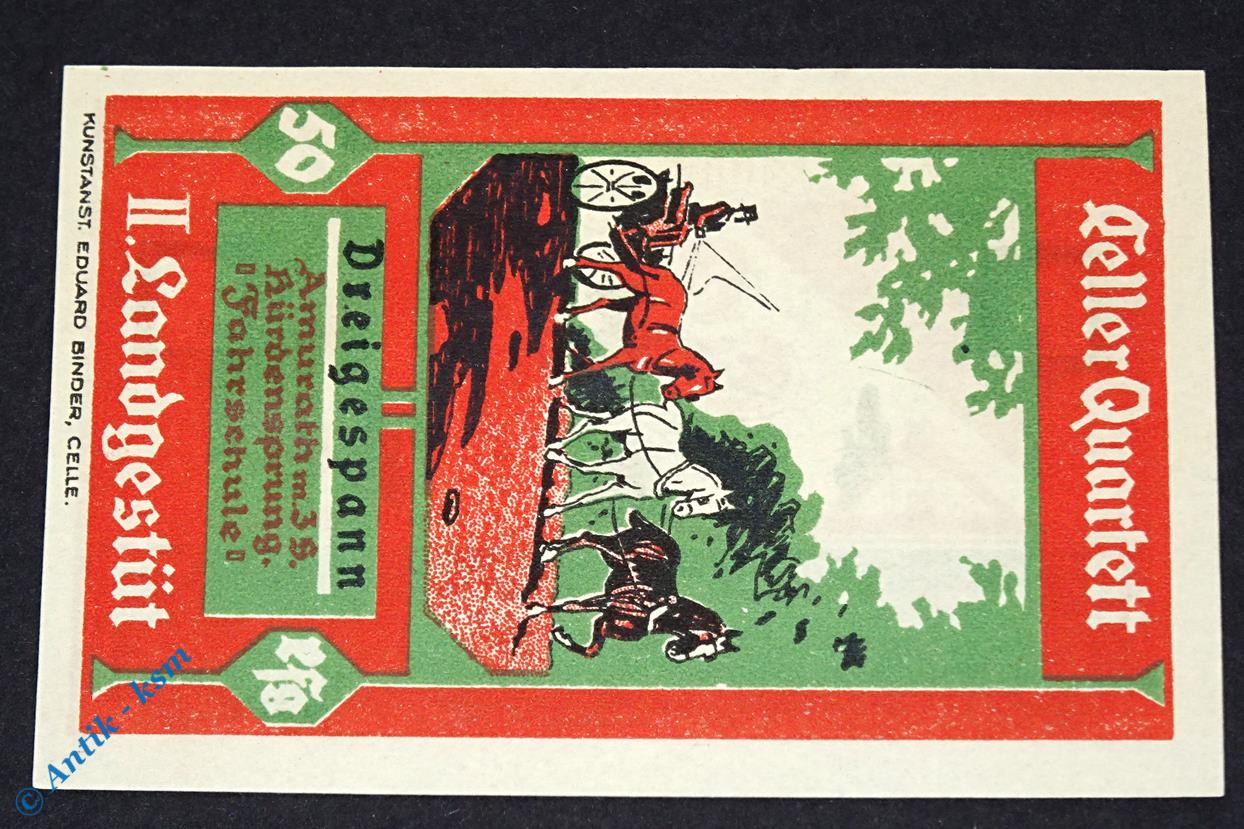 Celler Quartett
Dreigespann
Amurath m. 3 H.
Hürdensprung.
Fahrschule
50
Pfg
II. Landgestüt
KUNSTANST. EDUARD BINDER, CELLE.
© Antik - ksm